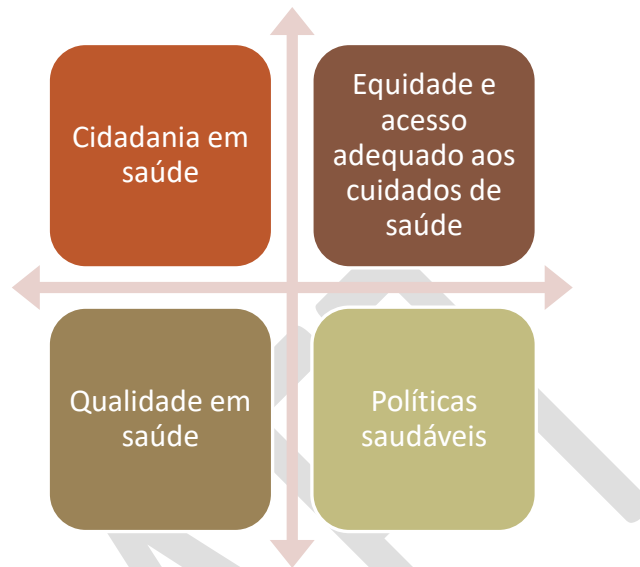 Cidadania em
saúde
Equidade e
acesso
adequado aos
cuidados de
saúde
Qualidade em
saúde
Políticas
saudáveis